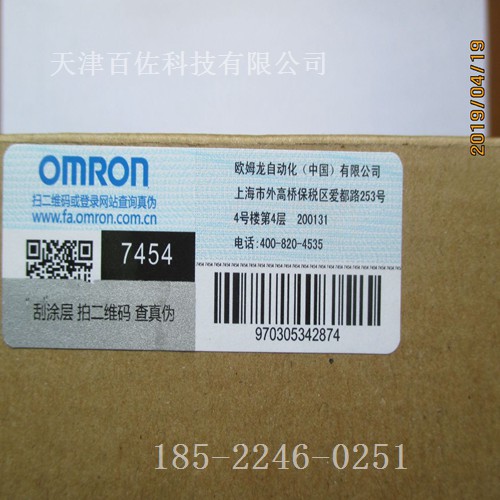 天津百佐科技有限公司
2019/04/19
OMRON
扫二维码或登录网站查询真伪
www.fa.omron.com.cn
7454
刮涂层 拍二维码 查真伪
欧姆龙自动化（中国）有限公司
上海市外高桥保税区爱都路253号
4号楼第4层 200131
电话:400-820-4535
970305342874
185-2246-0251